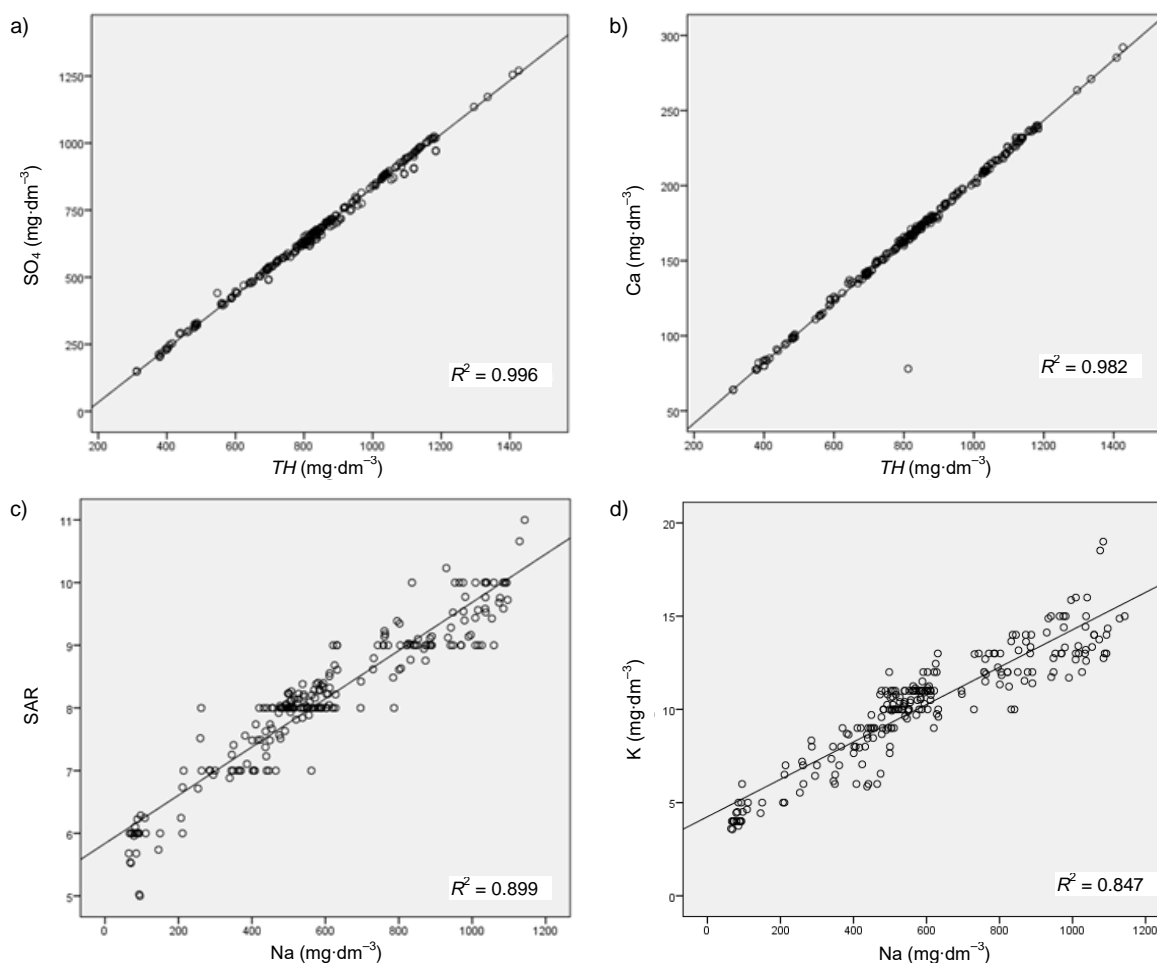 a)
SO₄ (mg·dm⁻³)
1250
1000
750
500
250
0
R² = 0.996
200 400 600 800 1000 1200 1400
TH (mg·dm⁻³)
b)
Ca (mg·dm⁻³)
300
250
200
150
100
50
R² = 0.982
200 400 600 800 1000 1200 1400
TH (mg·dm⁻³)
c)
SAR
11
10
9
8
7
6
5
R² = 0.899
0 200 400 600 800 1000 1200
Na (mg·dm⁻³)
d)
K (mg·dm⁻³)
20
15
10
5
0
R² = 0.847
0 200 400 600 800 1000 1200
Na (mg·dm⁻³)